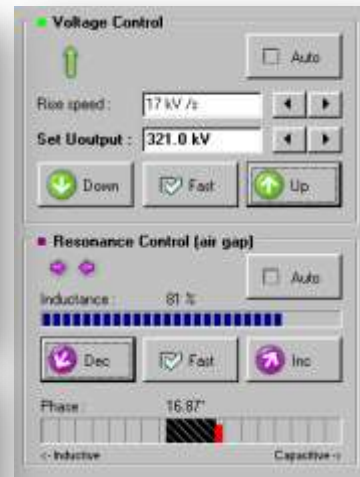 Voltage Control
Auto
Rise speed: 17 kV /s
Set Uoutput : 321.0 kV
Down Fast Up
Resonance Control (air gap)
Auto
Inductance: 81 %
Dec Fast Inc
Phase: 16.87°
<- Inductive Capacitive ->